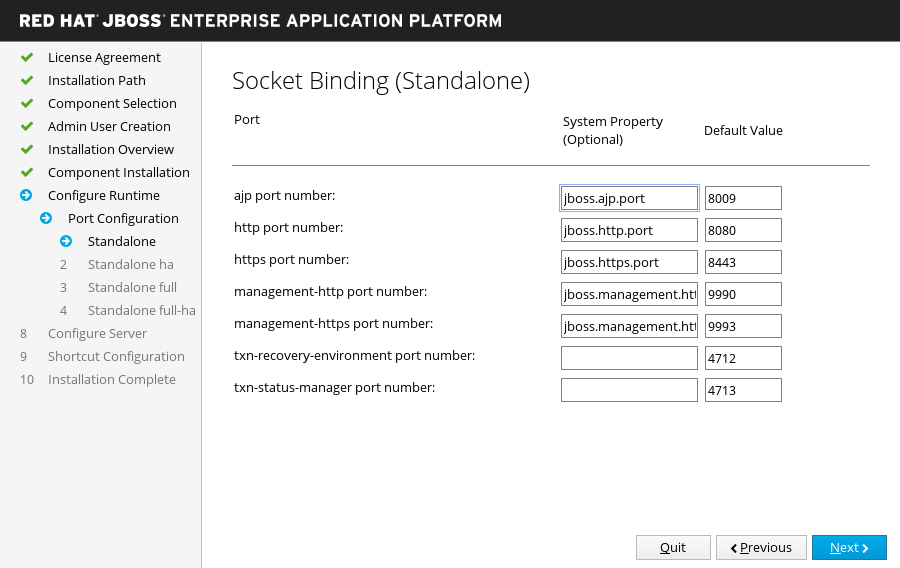 RED HAT® JBOSS® ENTERPRISE APPLICATION PLATFORM
License Agreement
Installation Path
Component Selection
Admin User Creation
Installation Overview
Component Installation
Configure Runtime
Port Configuration
Standalone
2 Standalone ha
3 Standalone full
4 Standalone full-ha
8 Configure Server
9 Shortcut Configuration
10 Installation Complete
Socket Binding (Standalone)
Port System Property (Optional) Default Value
ajp port number: jboss.ajp.port 8009
http port number: jboss.http.port 8080
https port number: jboss.https.port 8443
management-http port number: jboss.management.htt 9990
management-https port number: jboss.management.htt 9993
txn-recovery-environment port number: 4712
txn-status-manager port number: 4713
Quit Previous Next